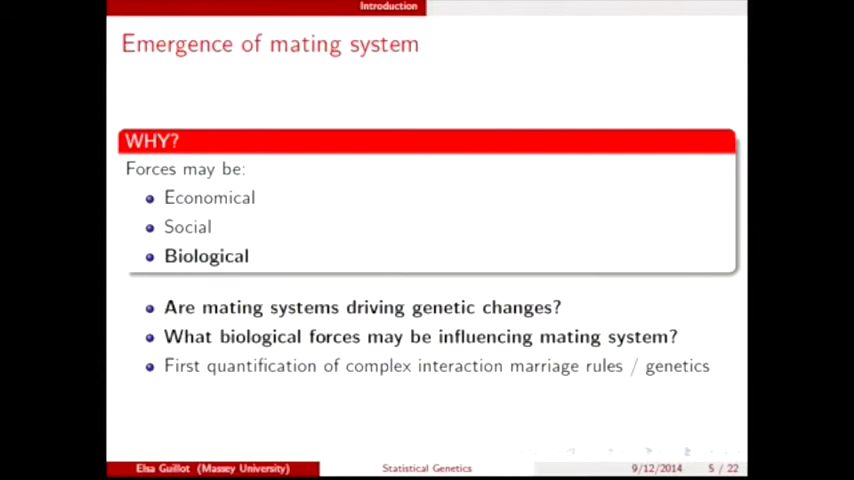 Introduction
Emergence of mating system
WHY?
Forces may be:
Economical
Social
Biological
Are mating systems driving genetic changes?
What biological forces may be influencing mating system?
First quantification of complex interaction marriage rules / genetics
Elsa Guillot (Massey University) Statistical Genetics 9/12/2014 5 / 22